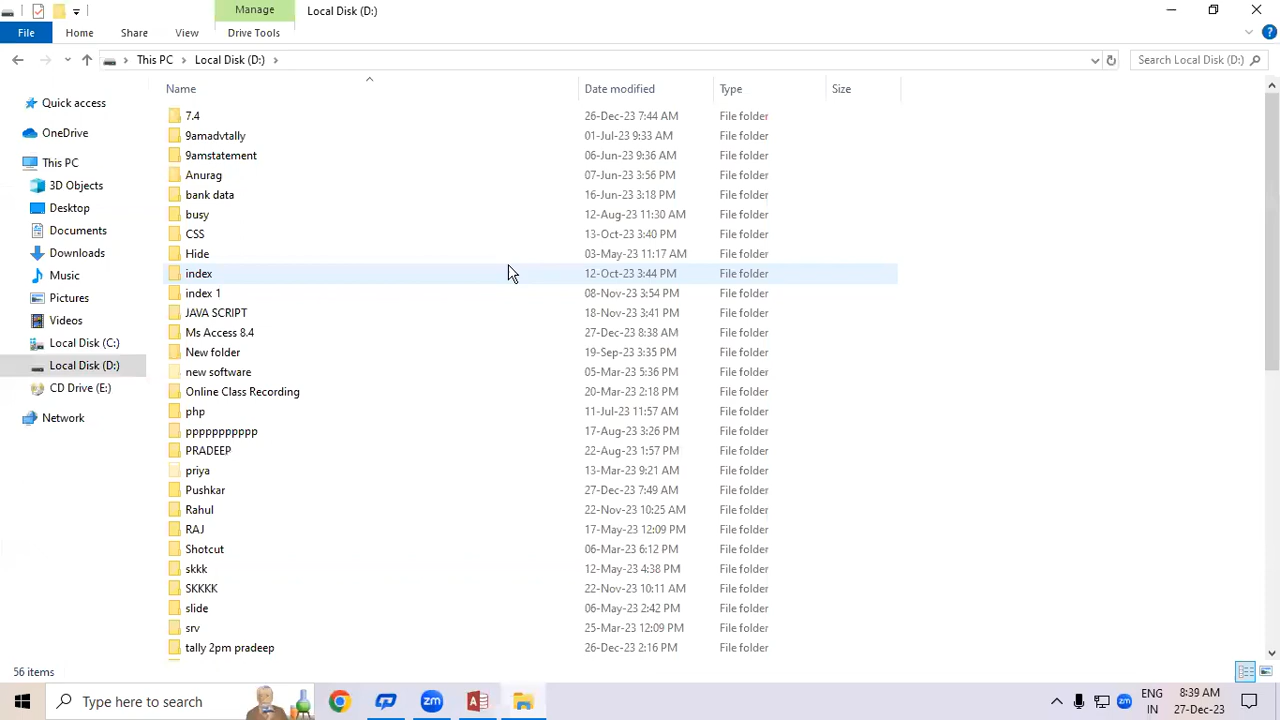 Manage
Local Disk (D:)
File
Home
Share
View
Drive Tools
This PC
Local Disk (D:)
Search Local Disk (D:)
Name
Date modified
Type
Size
Quick access
OneDrive
This PC
3D Objects
Desktop
Documents
Downloads
Music
Pictures
Videos
Local Disk (C:)
Local Disk (D:)
CD Drive (E:)
Network
7.4 26-Dec-23 7:44 AM File folder
9amadvtally 01-Jul-23 9:33 AM File folder
9amstatement 06-Jun-23 9:36 AM File folder
Anurag 07-Jun-23 3:56 PM File folder
bank data 16-Jun-23 3:18 PM File folder
busy 12-Aug-23 11:30 AM File folder
CSS 13-Oct-23 3:40 PM File folder
Hide 03-May-23 11:17 AM File folder
index 12-Oct-23 3:44 PM File folder
index 1 08-Nov-23 3:54 PM File folder
JAVA SCRIPT 18-Nov-23 3:41 PM File folder
Ms Access 8.4 27-Dec-23 8:38 AM File folder
New folder 19-Sep-23 3:35 PM File folder
new software 05-Mar-23 5:36 PM File folder
Online Class Recording 20-Mar-23 2:18 PM File folder
php 11-Jul-23 11:57 AM File folder
ppppppppppp 17-Aug-23 3:26 PM File folder
PRADEEP 22-Aug-23 1:57 PM File folder
priya 13-Mar-23 9:21 AM File folder
Pushkar 27-Dec-23 7:49 AM File folder
Rahul 22-Nov-23 10:25 AM File folder
RAJ 17-May-23 12:09 PM File folder
Shotcut 06-Mar-23 6:12 PM File folder
skkk 12-May-23 4:38 PM File folder
SKKKK 22-Nov-23 10:11 AM File folder
slide 06-May-23 2:42 PM File folder
srv 25-Mar-23 12:09 PM File folder
tally 2pm pradeep 26-Dec-23 2:16 PM File folder
56 items
Type here to search
zm
zm
ENG
IN
8:39 AM
27-Dec-23